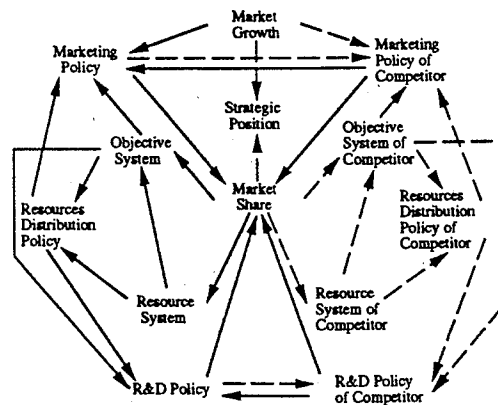 Market
Growth
Marketing
Policy
Marketing
Policy of
Competitor
Strategic
Position
Objective
System
Objective
System of
Competitor
Market
Share
Resources
Distribution
Policy
Resources
Distribution
Policy of
Competitor
Resource
System
Resource
System of
Competitor
R&D Policy
R&D Policy
of Competitor